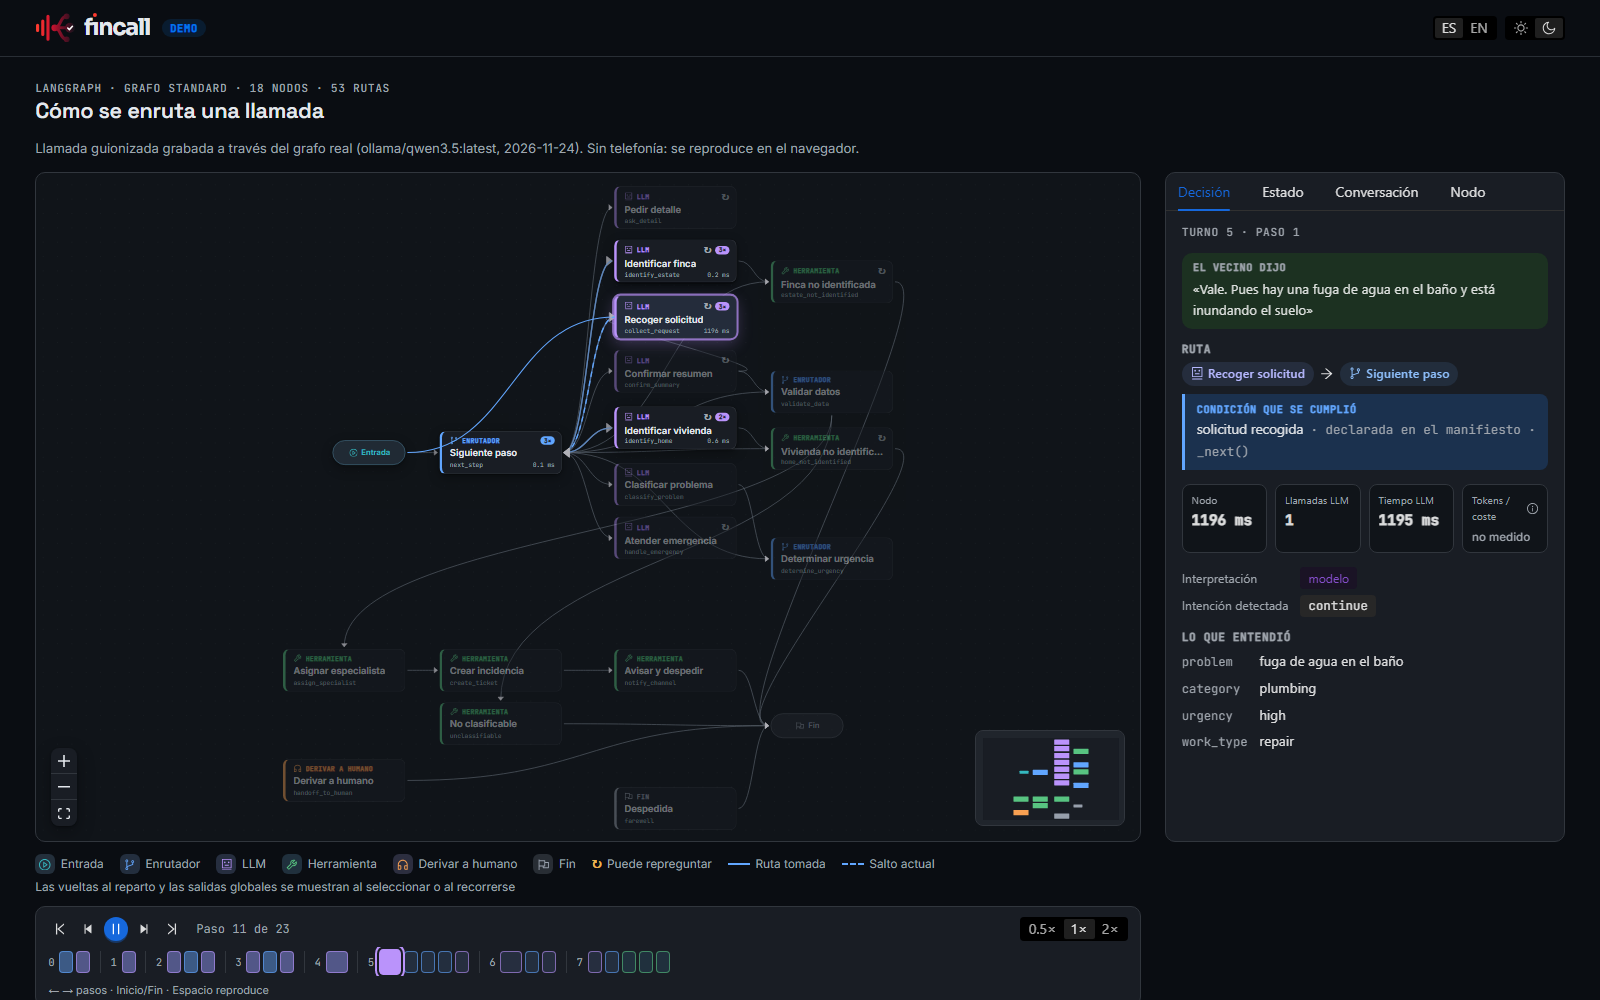 fincall DEMO
ES EN
LANGGRAPH · GRAFO STANDARD · 18 NODOS · 53 RUTAS
Cómo se enruta una llamada
Llamada guionizada grabada a través del grafo real (ollama/qwen3.5:latest, 2026-11-24). Sin telefonía: se reproduce en el navegador.
LLM
Pedir detalle
ask_detail
LLM 3×
Identificar finca
identify_estate 0.2 ms
HERRAMIENTA
Finca no identificada
estate_not_identified
LLM 3×
Recoger solicitud
collect_request 1196 ms
LLM
Confirmar resumen
confirm_summary
ENRUTADOR
Validar datos
validate_data
LLM 2×
Identificar vivienda
identify_home 0.6 ms
HERRAMIENTA
Vivienda no identific...
home_not_identified
Entrada
ENRUTADOR 3×
Siguiente paso
next_step 0.1 ms
LLM
Clasificar problema
classify_problem
LLM
Atender emergencia
handle_emergency
ENRUTADOR
Determinar urgencia
determine_urgency
HERRAMIENTA
Asignar especialista
assign_specialist
HERRAMIENTA
Crear incidencia
create_ticket
HERRAMIENTA
Avisar y despedir
notify_channel
HERRAMIENTA
No clasificable
unclassifiable
Fin
DERIVAR A HUMANO
Derivar a humano
handoff_to_human
FIN
Despedida
farewell
Decisión Estado Conversación Nodo
TURNO 5 · PASO 1
EL VECINO DIJO
«Vale. Pues hay una fuga de agua en el baño y está
inundando el suelo»
RUTA
Recoger solicitud → Siguiente paso
CONDICIÓN QUE SE CUMPLIÓ
solicitud recogida · declarada en el manifiesto ·
_next()
Nodo
1196 ms
Llamadas LLM
1
Tiempo LLM
1195 ms
Tokens /
coste
no medido
Interpretación modelo
Intención detectada continue
LO QUE ENTENDIÓ
problem fuga de agua en el baño
category plumbing
urgency high
work_type repair
Entrada Enrutador LLM Herramienta Derivar a humano Fin ↻ Puede repreguntar Ruta tomada Salto actual
Las vueltas al reparto y las salidas globales se muestran al seleccionar o al recorrerse
Paso 11 de 23
0.5× 1× 2×
0 1 2 3 4 5 6 7
←→ pasos · Inicio/Fin · Espacio reproduce